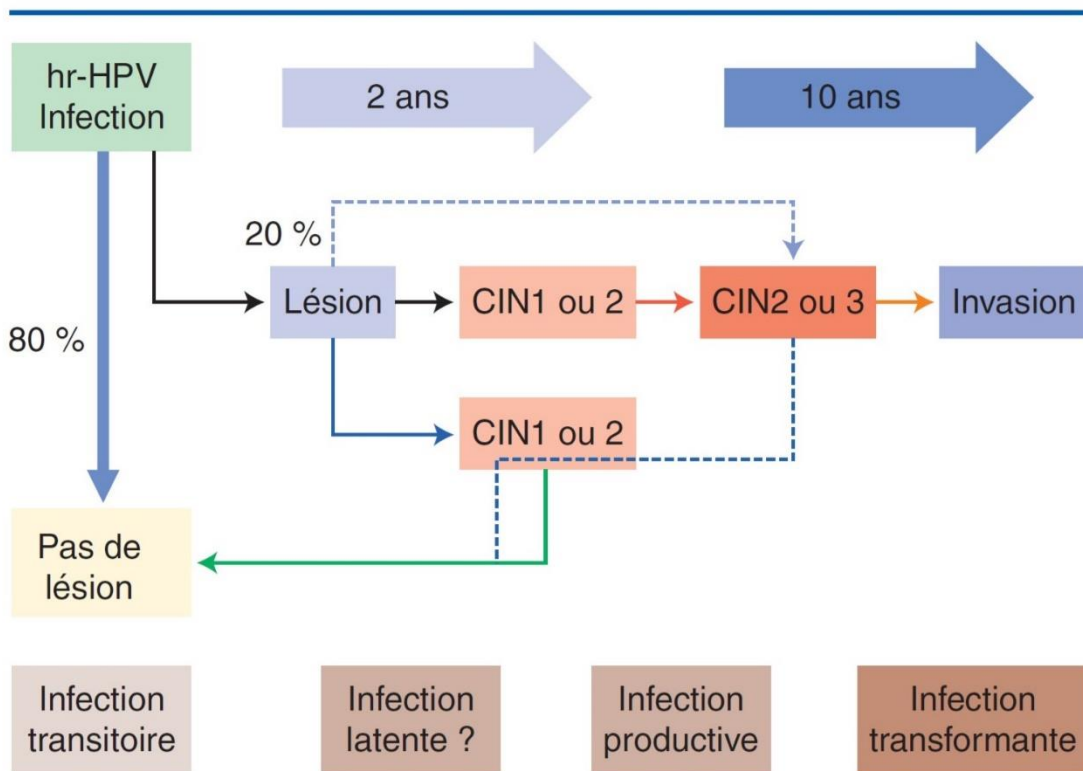 hr-HPV
Infection
2 ans
10 ans
20 %
Lésion
CIN1 ou 2
CIN2 ou 3
Invasion
80 %
CIN1 ou 2
Pas de
lésion
Infection
transitoire
Infection
latente ?
Infection
productive
Infection
transformante